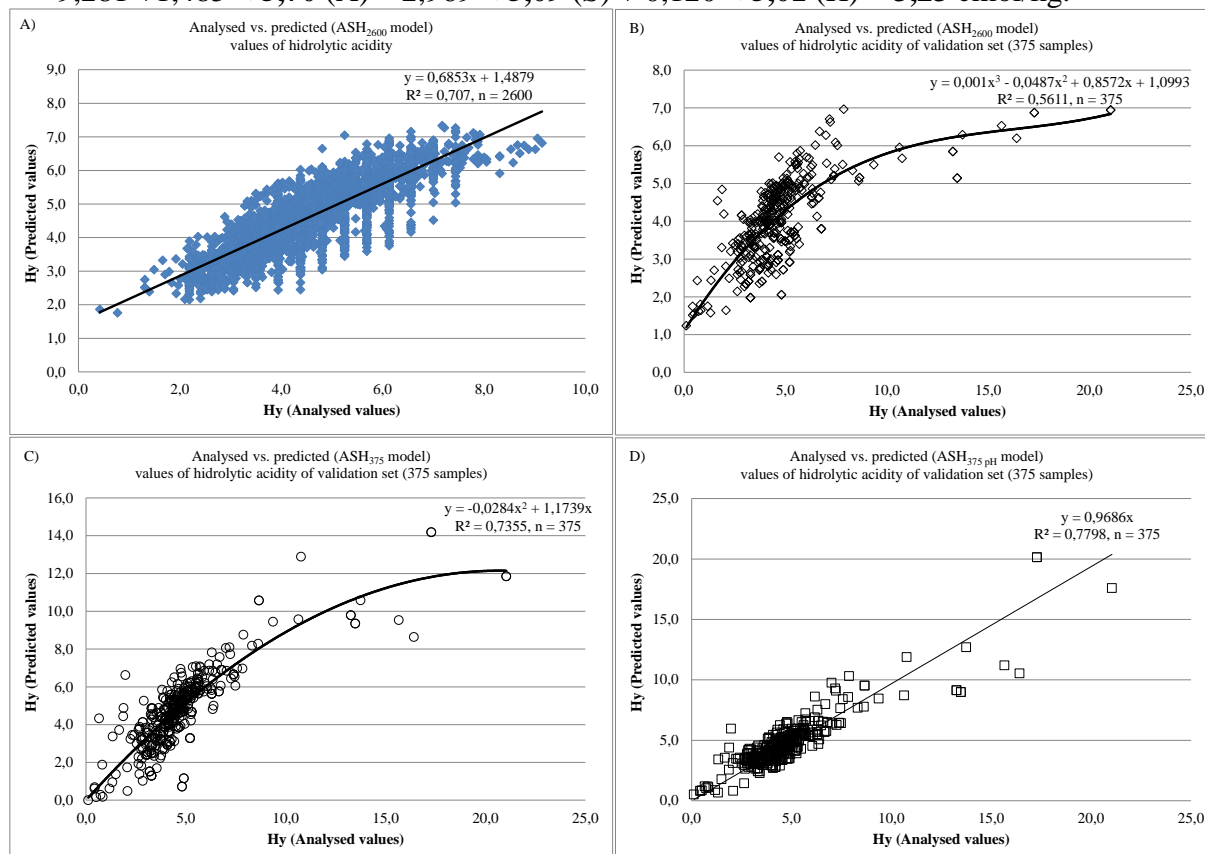 (A) (S) (H) cmol/kg.
A)
Analysed vs. predicted (ASH2600 model)
values of hidrolytic acidity
y = 0,6853x + 1,4879
R² = 0,707, n = 2600
Hy (Predicted values)
9,0
8,0
7,0
6,0
5,0
4,0
3,0
2,0
1,0
0,0
0,0 2,0 4,0 6,0 8,0 10,0
Hy (Analysed values)
B)
Analysed vs. predicted (ASH2600 model)
values of hidrolytic acidity of validation set (375 samples)
y = 0,001x³ - 0,0487x² + 0,8572x + 1,0993
R² = 0,5611, n = 375
Hy (Predicted values)
8,0
7,0
6,0
5,0
4,0
3,0
2,0
1,0
0,0
0,0 5,0 10,0 15,0 20,0 25,0
Hy (Analysed values)
C)
Analysed vs. predicted (ASH375 model)
values of hidrolytic acidity of validation set (375 samples)
y = -0,0284x² + 1,1739x
R² = 0,7355, n = 375
Hy (Predicted values)
16,0
14,0
12,0
10,0
8,0
6,0
4,0
2,0
0,0
0,0 5,0 10,0 15,0 20,0 25,0
Hy (Analysed values)
D)
Analysed vs. predicted (ASH375 pH model)
values of hidrolytic acidity of validation set (375 samples)
y = 0,9686x
R² = 0,7798, n = 375
Hy (Predicted values)
25,0
20,0
15,0
10,0
5,0
0,0
0,0 5,0 10,0 15,0 20,0 25,0
Hy (Analysed values)